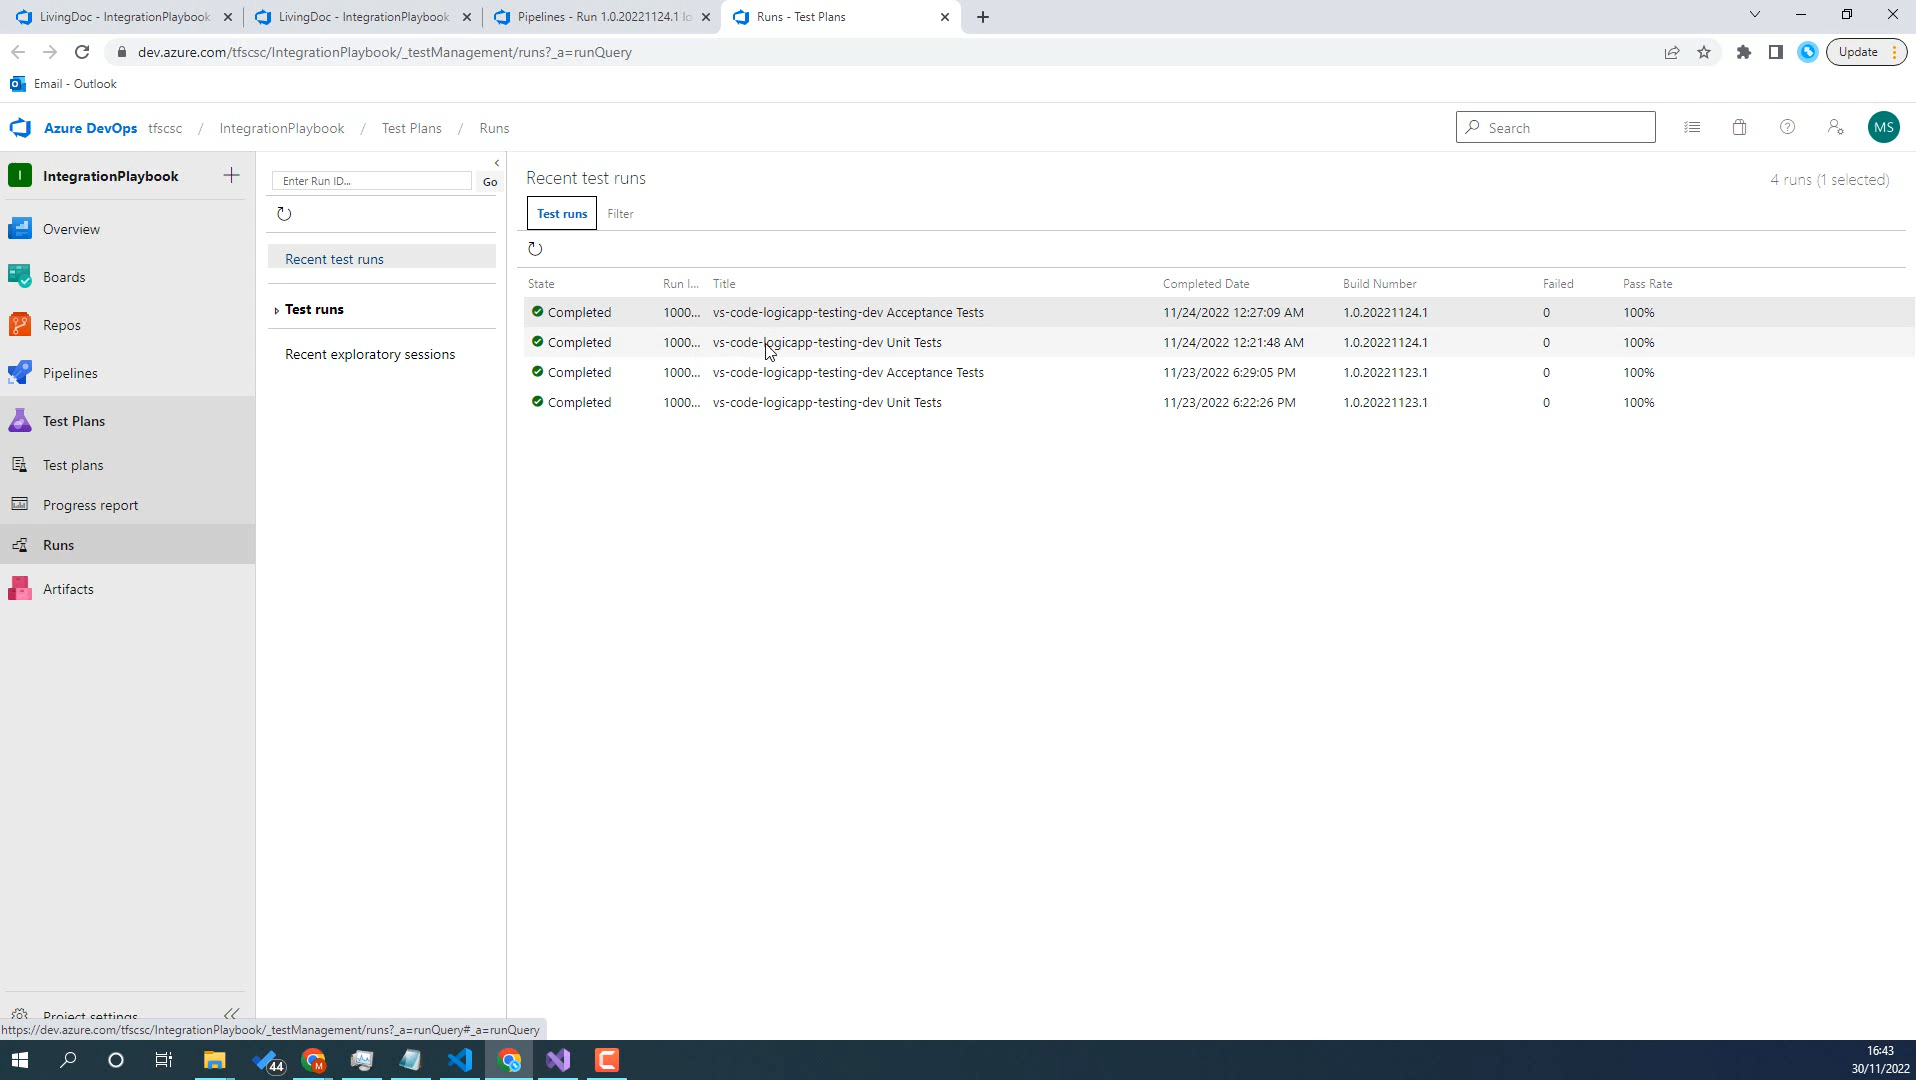 LivingDoc - IntegrationPlaybook
LivingDoc - IntegrationPlaybook
Pipelines - Run 1.0.20221124.1 lo
Runs - Test Plans
dev.azure.com/tfscsc/IntegrationPlaybook/_testManagement/runs?_a=runQuery
Update
Email - Outlook
Azure DevOps tfscsc / IntegrationPlaybook / Test Plans / Runs
Search
MS
I IntegrationPlaybook
Overview
Boards
Repos
Pipelines
Test Plans
Test plans
Progress report
Runs
Artifacts
Project settings
Enter Run ID...
Go
Recent test runs
Test runs
Recent exploratory sessions
Recent test runs
4 runs (1 selected)
Test runs Filter
State Run I... Title Completed Date Build Number Failed Pass Rate
Completed 1000... vs-code-logicapp-testing-dev Acceptance Tests 11/24/2022 12:27:09 AM 1.0.20221124.1 0 100%
Completed 1000... vs-code-logicapp-testing-dev Unit Tests 11/24/2022 12:21:48 AM 1.0.20221124.1 0 100%
Completed 1000... vs-code-logicapp-testing-dev Acceptance Tests 11/23/2022 6:29:05 PM 1.0.20221123.1 0 100%
Completed 1000... vs-code-logicapp-testing-dev Unit Tests 11/23/2022 6:22:26 PM 1.0.20221123.1 0 100%
https://dev.azure.com/tfscsc/IntegrationPlaybook/_testManagement/runs?_a=runQuery#_a=runQuery
44
M
16:43
30/11/2022